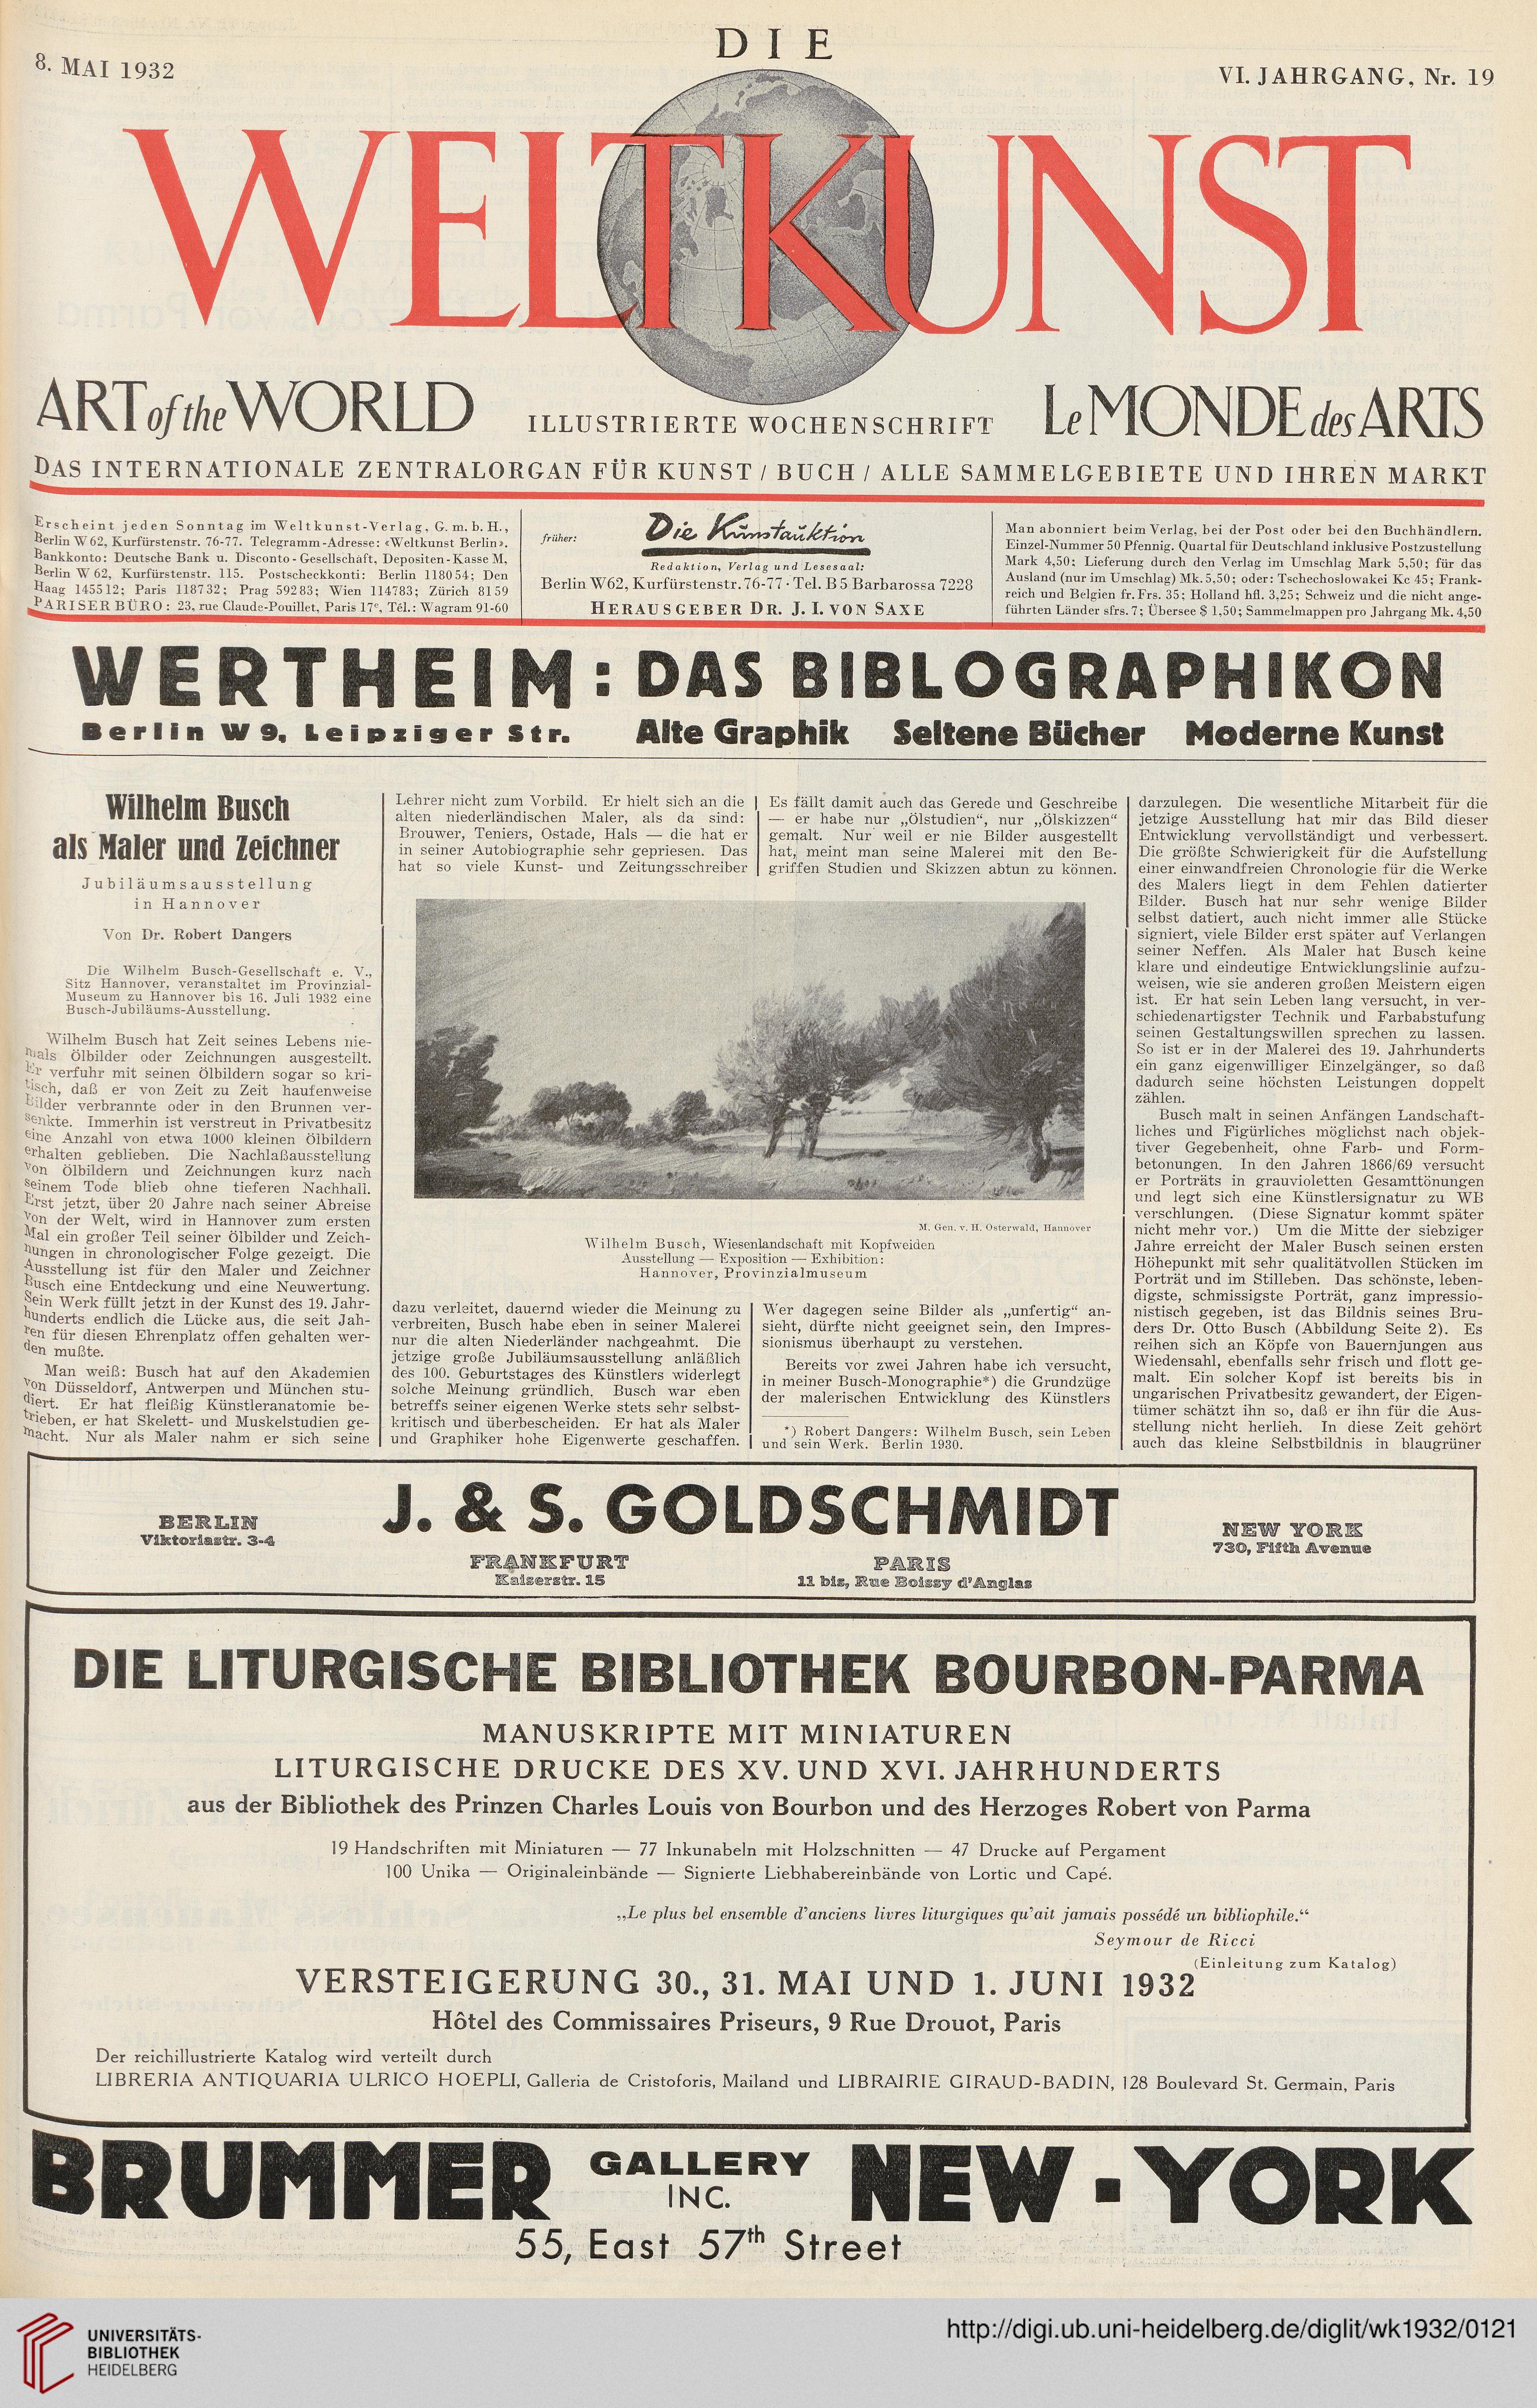 8. MAI 1932
DIE
VI. JAHRGANG, Nr. 19
WELTKUNST
ART of the WORLD
ILLUSTRIERTE WOCHENSCHRIFT
Le MONDE des ARTS
DAS INTERNATIONALE ZENTRALORGAN FÜR KUNST / BUCH / ALLE SAMMELGEBIETE UND IHREN MARKT
Erscheint jeden Sonntag im Weltkunst-Verlag, G. m. b. H.,
Berlin W 62, Kurfürstenstr. 76-77. Telegramm-Adresse: «Weltkunst Berlin».
Bankkonto: Deutsche Bank u. Disconto-Gesellschaft, Depositen-Kasse M,
Berlin W 62, Kurfürstenstr. 115. Postscheckkonti: Berlin 118054; Den
Haag 145512; Paris 118732; Prag 59283; Wien 114783; Zürich 8159
PARISER BÜRO: 23, rue Claude-Pouillet, Paris 17e, Tél.: Wagram 91-60
früher: Die Kunstauktion
Redaktion, Verlag und Lesesaal:
Berlin W62, Kurfürstenstr. 76-77 · Tel. B 5 Barbarossa 7228
HERAUSGEBER DR. J. I. VON SAXE
Man abonniert beim Verlag, bei der Post oder bei den Buchhändlern.
Einzel-Nummer 50 Pfennig. Quartal für Deutschland inklusive Postzustellung
Mark 4,50; Lieferung durch den Verlag im Umschlag Mark 5,50; für das
Ausland (nur im Umschlag) Mk. 5,50; oder: Tschechoslowakei Kc 45; Frank-
reich und Belgien fr. Frs. 35; Holland hfl. 3,25; Schweiz und die nicht ange-
führten Länder sfrs. 7; Übersee $ 1,50; Sammelmappen pro Jahrgang Mk. 4,50
WERTHEIM: DAS BIBLOGRAPHIKON
Berlin W 9, Leipziger Str. Alte Graphik Seltene Bücher Moderne Kunst
Wilhelm Busch
als Maler und Zeichner
Jubiläumsausstellung
in Hannover
Von Dr. Robert Dangers
Die Wilhelm Busch-Gesellschaft e. V.,
Sitz Hannover, veranstaltet im Provinzial-
Museum zu Hannover bis 16. Juli 1932 eine
Busch-Jubiläums-Ausstellung.
Wilhelm Busch hat Zeit seines Lebens nie-
mals Ölbilder oder Zeichnungen ausgestellt.
Er verfuhr mit seinen Ölbildern sogar so kri-
tisch, daß er von Zeit zu Zeit haufenweise
Bilder verbrannte oder in den Brunnen ver-
senkte. Immerhin ist verstreut in Privatbesitz
eine Anzahl von etwa 1000 kleinen Ölbildern
erhalten geblieben. Die Nachlaßausstellung
von Ölbildern und Zeichnungen kurz nach
seinem Tode blieb ohne tieferen Nachhall.
Erst jetzt, über 20 Jahre nach seiner Abreise
von der Welt, wird in Hannover zum ersten
Mal ein großer Teil seiner Ölbilder und Zeich-
nungen in chronologischer Folge gezeigt. Die
Ausstellung ist für den Maler und Zeichner
Busch eine Entdeckung und eine Neuwertung.
Sein Werk füllt jetzt in der Kunst des 19. Jahr-
hunderts endlich die Lücke aus, die seit Jah-
ren für diesen Ehrenplatz offen gehalten wer-
den mußte.
Man weiß: Busch hat auf den Akademien
von Düsseldorf, Antwerpen und München stu-
diert. Er hat fleißig Künstleranatomie be-
trieben, er hat Skelett- und Muskelstudien ge-
macht. Nur als Maler nahm er sich seine
Lehrer nicht zum Vorbild. Er hielt sich an die
alten niederländischen Maler, als da sind:
Brouwer, Teniers, Ostade, Hals — die hat er
in seiner Autobiographie sehr gepriesen. Das
hat so viele Kunst- und Zeitungsschreiber
Es fällt damit auch das Gerede und Geschreibe
— er habe nur „Ölstudien“, nur „Ölskizzen“
gemalt. Nur weil er nie Bilder ausgestellt
hat, meint man seine Malerei mit den Be-
griffen Studien und Skizzen abtun zu können.
M. Gen. v. H. Osterwald, Hannover
Wilhelm Busch, Wiesenlandschaft mit Kopfweiden
Ausstellung — Exposition — Exhibition:
Hannover, Provinzialmuseum
dazu verleitet, dauernd wieder die Meinung zu
verbreiten, Busch habe eben in seiner Malerei
nur die alten Niederländer nachgeahmt. Die
jetzige große Jubiläumsausstellung anläßlich
des 100. Geburtstages des Künstlers widerlegt
solche Meinung gründlich. Busch war eben
betreffs seiner eigenen Werke stets sehr selbst-
kritisch und überbescheiden. Er hat als Maler
und Graphiker hohe Eigenwerte geschaffen.
Wer dagegen seine Bilder als „unfertig“ an-
sieht, dürfte nicht geeignet sein, den Impres-
sionismus überhaupt zu verstehen.
Bereits vor zwei Jahren habe ich versucht,
in meiner Busch-Monographie*) die Grundzüge
der malerischen Entwicklung des Künstlers
*) Robert Dangers: Wilhelm Busch, sein Leben
und sein Werk. Berlin 1930.
darzulegen. Die wesentliche Mitarbeit für die
jetzige Ausstellung hat mir das Bild dieser
Entwicklung vervollständigt und verbessert.
Die größte Schwierigkeit für die Aufstellung
einer einwandfreien Chronologie für die Werke
des Malers liegt in dem Fehlen datierter
Bilder. Busch hat nur sehr wenige Bilder
selbst datiert, auch nicht immer alle Stücke
signiert, viele Bilder erst später auf Verlangen
seiner Neffen. Als Maler hat Busch keine
klare und eindeutige Entwicklungslinie aufzu-
weisen, wie sie anderen großen Meistern eigen
ist. Er hat sein Leben lang versucht, in ver-
schiedenartigster Technik und Farbabstufung
seinen Gestaltungswillen sprechen zu lassen.
So ist er in der Malerei des 19. Jahrhunderts
ein ganz eigenwilliger Einzelgänger, so daß
dadurch seine höchsten Leistungen doppelt
zählen.
Busch malt in seinen Anfängen Landschaft-
liches und Figürliches möglichst nach objek-
tiver Gegebenheit, ohne Farb- und Form-
betonungen. In den Jahren 1866/69 versucht
er Porträts in grauvioletten Gesamttönungen
und legt sich eine Künstlersignatur zu WB
verschlungen. (Diese Signatur kommt später
nicht mehr vor.) Um die Mitte der siebziger
Jahre erreicht der Maler Busch seinen ersten
Höhepunkt mit sehr qualitätvollen Stücken im
Porträt und im Stilleben. Das schönste, leben-
digste, schmissigste Porträt, ganz impressio-
nistisch gegeben, ist das Bildnis seines Bru-
ders Dr. Otto Busch (Abbildung Seite 2). Es
reihen sich an Köpfe von Bauernjungen aus
Wiedensahl, ebenfalls sehr frisch und flott ge-
malt. Ein solcher Kopf ist bereits bis in
ungarischen Privatbesitz gewandert, der Eigen-
tümer schätzt ihn so, daß er ihn für die Aus-
stellung nicht herlieh. In diese Zeit gehört
auch das kleine Selbstbildnis in blaugrüner
J. & S. GOLDSCHMIDT
BERLIN
Viktoriastr. 3-4
FRANKFURT
Kaiserstr. 15
PARIS
11 bis, Rue Boissy d'Anglas
NEW YORK
730, Fifth Avenue
DIE LITURGISCHE BIBLIOTHEK BOURBON-PARMA
MANUSKRIPTE MIT MINIATUREN
LITURGISCHE DRUCKE DES XV. UND XVI. JAHRHUNDERTS
aus der Bibliothek des Prinzen Charles Louis von Bourbon und des Herzoges Robert von Parma
19 Handschriften mit Miniaturen — 77 Inkunabeln mit Holzschnitten — 47 Drucke auf Pergament
100 Unika — Originaleinbände — Signierte Liebhabereinbände von Lortic und Capé.
„Le plus bel ensemble d'anciens livres liturgiques qu'ait jamais possédé un bibliophile.“
Seymour de Ricci
(Einleitung zum Katalog)
VERSTEIGERUNG 30., 31. MAI UND 1. JUNI 1932
Hôtel des Commissaires Priseurs, 9 Rue Drouot, Paris
Der reichillustrierte Katalog wird verteilt durch
LIBRERIA ANTIQUARIA ULRICO HOEPLI, Galleria de Cristoforis, Mailand und LIBRAIRIE GIRAUD-BADIN, 128 Boulevard St. Germain, Paris
BRUMMER GALLERY INC. NEW-YORK
55, East 57th Street
UNIVERSITÄTS-
BIBLIOTHEK
HEIDELBERG
http://digi.ub.uni-heidelberg.de/diglit/wk1932/0121